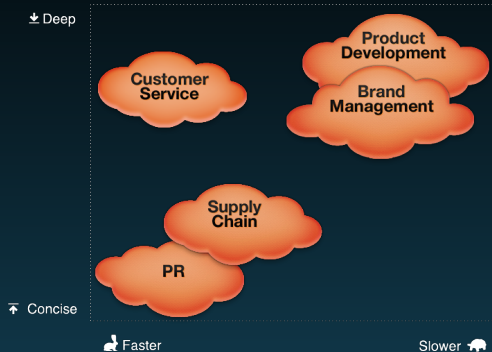 Deep
Product
Development
Customer
Service
Brand
Management
Supply
Chain
PR
Concise
Faster
Slower